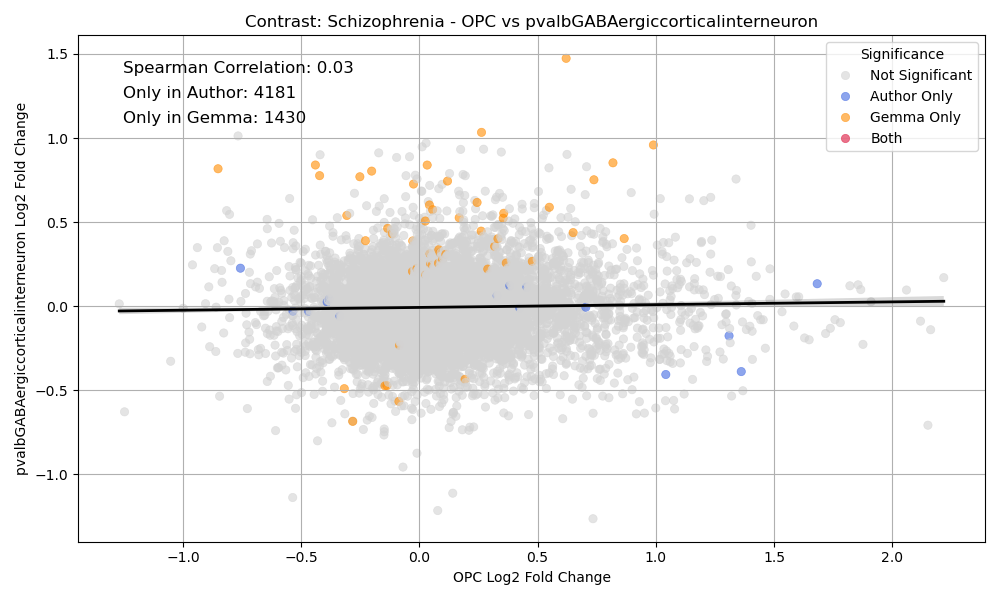 Contrast: Schizophrenia - OPC vs pvalbGABAergiccorticalinterneuron
Spearman Correlation: 0.03
Only in Author: 4181
Only in Gemma: 1430
Significance
Not Significant
Author Only
Gemma Only
Both
pvalbGABAergiccorticalinterneuron Log2 Fold Change
1.5
1.0
0.5
0.0
−0.5
−1.0
−1.0
−0.5
0.0
0.5
1.0
1.5
2.0
OPC Log2 Fold Change